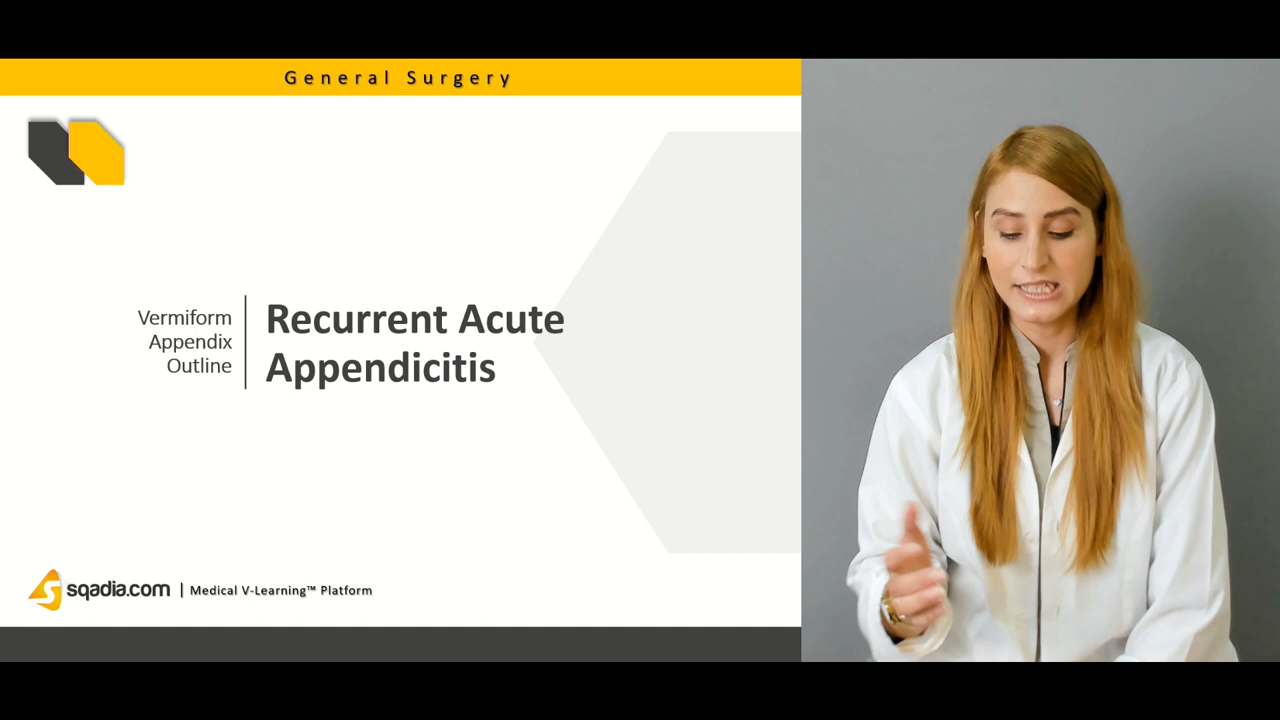 General Surgery
Vermiform
Appendix
Outline
Recurrent Acute
Appendicitis
sqadia.com | Medical V-Learning™ Platform